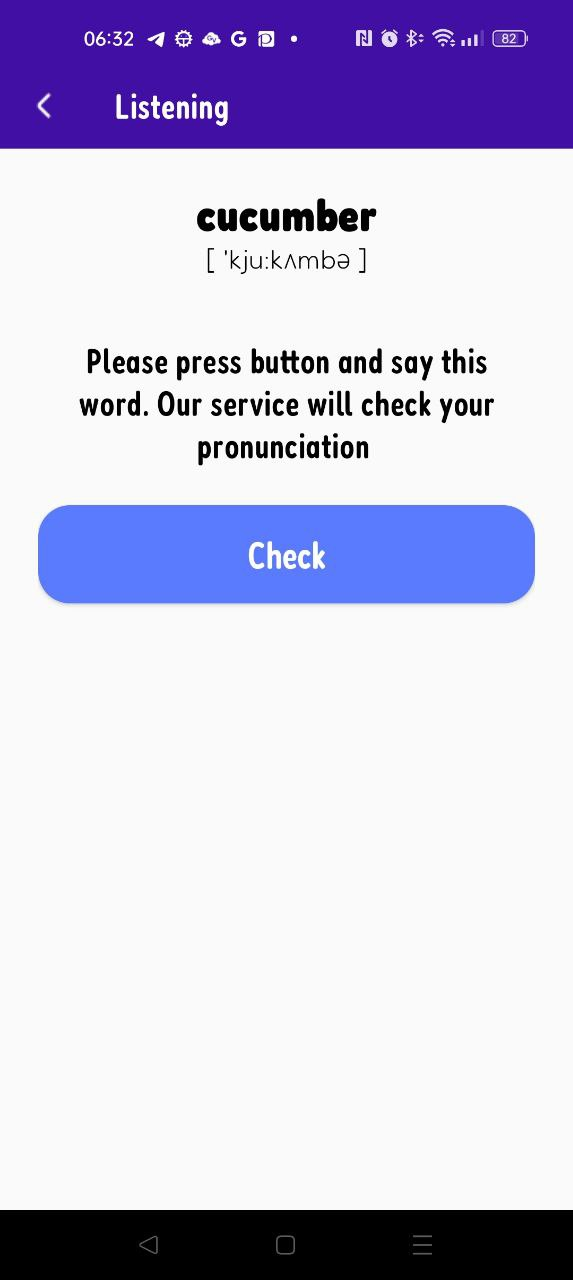 06:32
82
Listening
cucumber
[ 'kju:kʌmbə ]
Please press button and say this
word. Our service will check your
pronunciation
Check